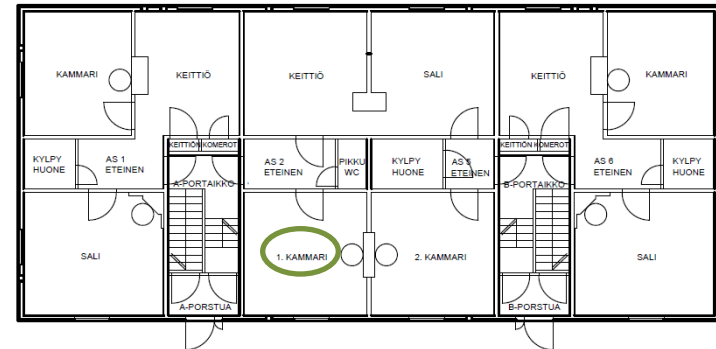 KAMMARI
KEITTIÖ
KEITTIÖ
SALI
KEITTIÖ
KAMMARI
KEITTIÖN KOMEROT
KEITTIÖN KOMEROT
KYLPY
HUONE
AS 1
ETEINEN
A-PORTAIKKO
AS 2
ETEINEN
PIKKU
WC
KYLPY
HUONE
AS 5
ETEINEN
B-PORTAIKKO
AS 6
ETEINEN
KYLPY
HUONE
SALI
1. KAMMARI
2. KAMMARI
SALI
A-PORSTUA
B-PORSTUA